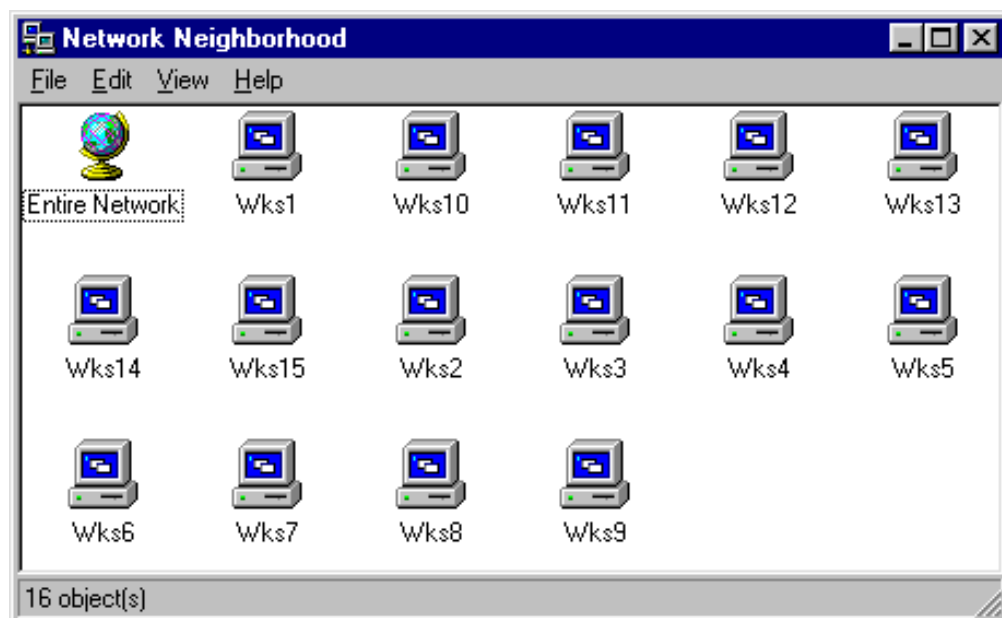 Network Neighborhood
File Edit View Help
Entire Network Wks1 Wks10 Wks11 Wks12 Wks13
Wks14 Wks15 Wks2 Wks3 Wks4 Wks5
Wks6 Wks7 Wks8 Wks9
16 object(s)